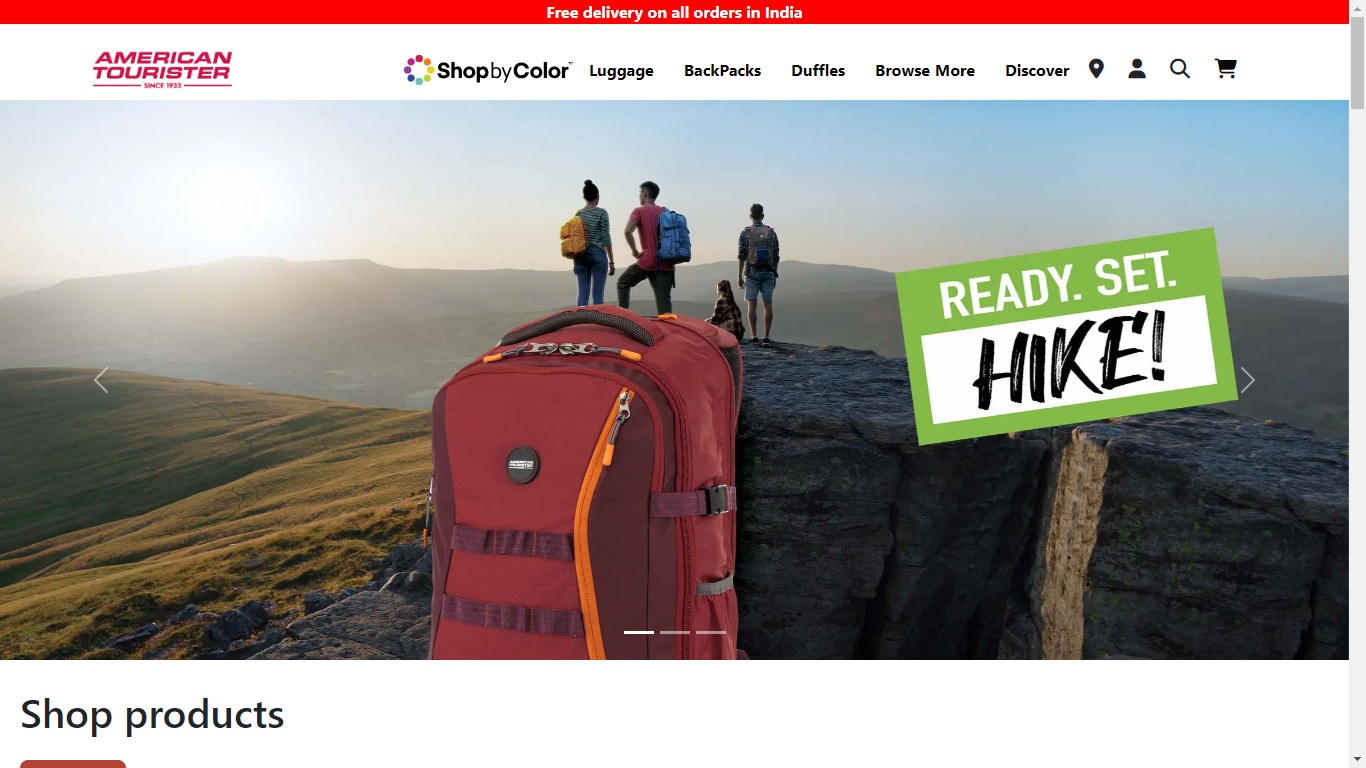 Free delivery on all orders in India
AMERICAN
TOURISTER
SINCE 1933
ShopbyColor™
Luggage
BackPacks
Duffles
Browse More
Discover
READY. SET.
HIKE!
AMERICAN
TOURISTER
Shop products